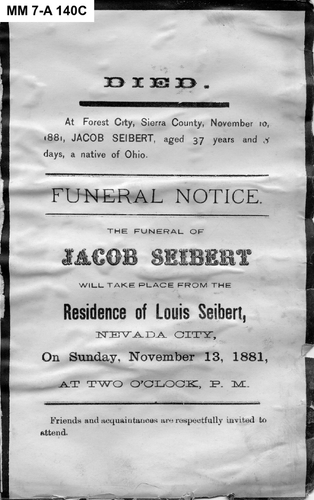 MM 7-A 140C
DIED.
At Forest City, Sierra County, November 10,
1881, JACOB SEIBERT, aged 37 years and
days, a native of Ohio.
FUNERAL NOTICE.
THE FUNERAL OF
JACOB SEIBERT
WILL TAKE PLACE FROM THE
Residence of Louis Seibert,
NEVADA CITY,
On Sunday, November 13, 1881,
AT TWO O'CLOCK, P. M.
Friends and acquaintances are respectfully invited to
attend.